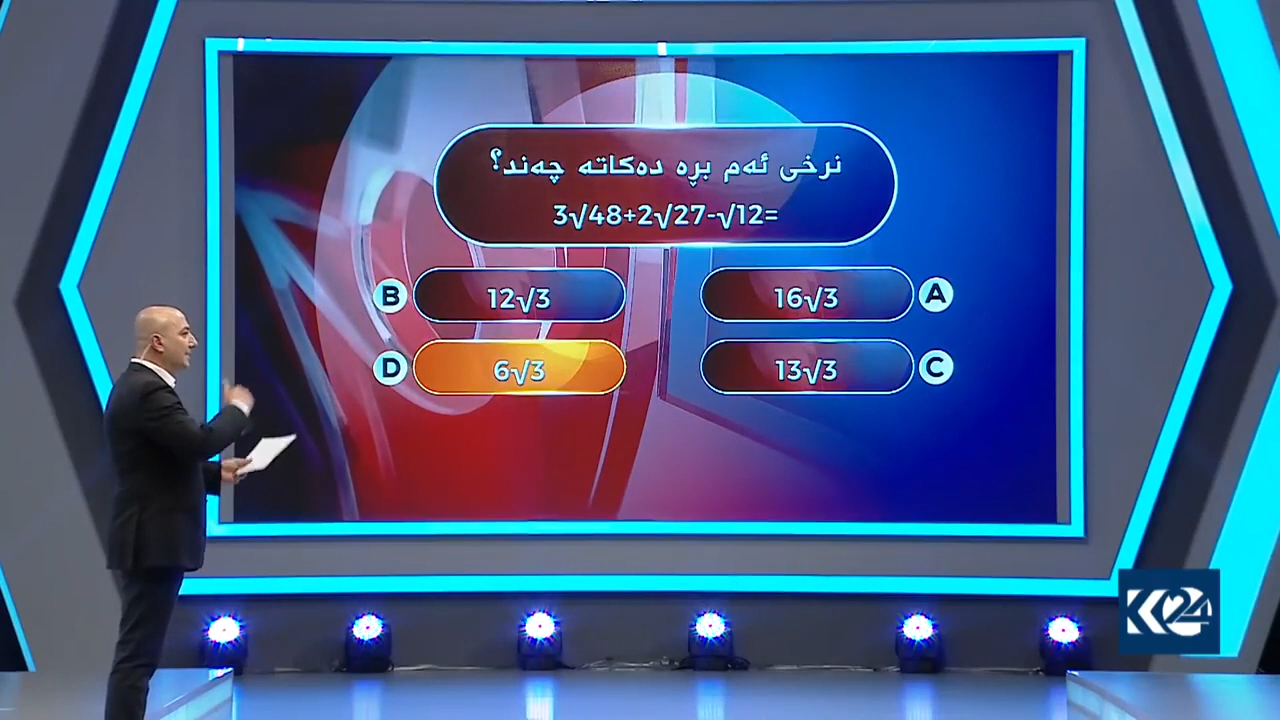 نرخی ئەم بڕە دەکاتە چەند؟
3√48+2√27-√12=
A 16√3
B 12√3
C 13√3
D 6√3
K24